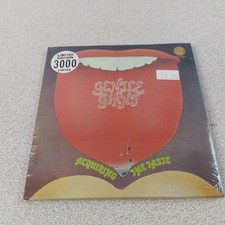 LIMITED
3000
COPIES
GENTLE
GIANT
ACQUIRING THE TASTE